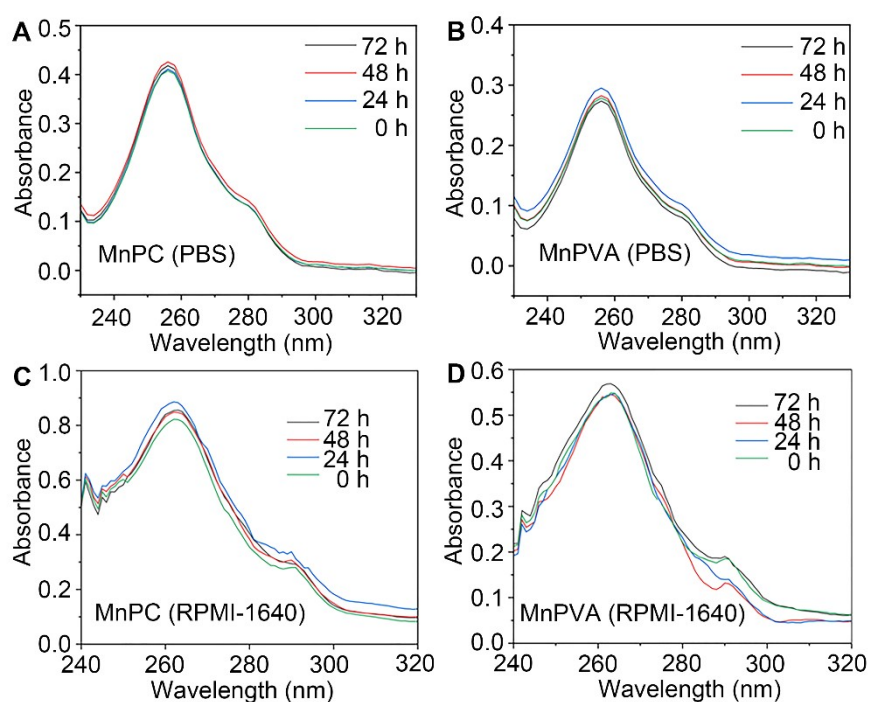 A
0.5
0.4
0.3
0.2
0.1
0.0
Absorbance
72 h
48 h
24 h
0 h
MnPC (PBS)
240 260 280 300 320
Wavelength (nm)
B
0.4
0.3
0.2
0.1
0.0
Absorbance
72 h
48 h
24 h
0 h
MnPVA (PBS)
240 260 280 300 320
Wavelength (nm)
C
1.0
0.8
0.6
0.4
0.2
0.0
Absorbance
72 h
48 h
24 h
0 h
MnPC (RPMI-1640)
240 260 280 300 320
Wavelength (nm)
D
0.6
0.5
0.4
0.3
0.2
0.1
0.0
Absorbance
72 h
48 h
24 h
0 h
MnPVA (RPMI-1640)
240 260 280 300 320
Wavelength (nm)